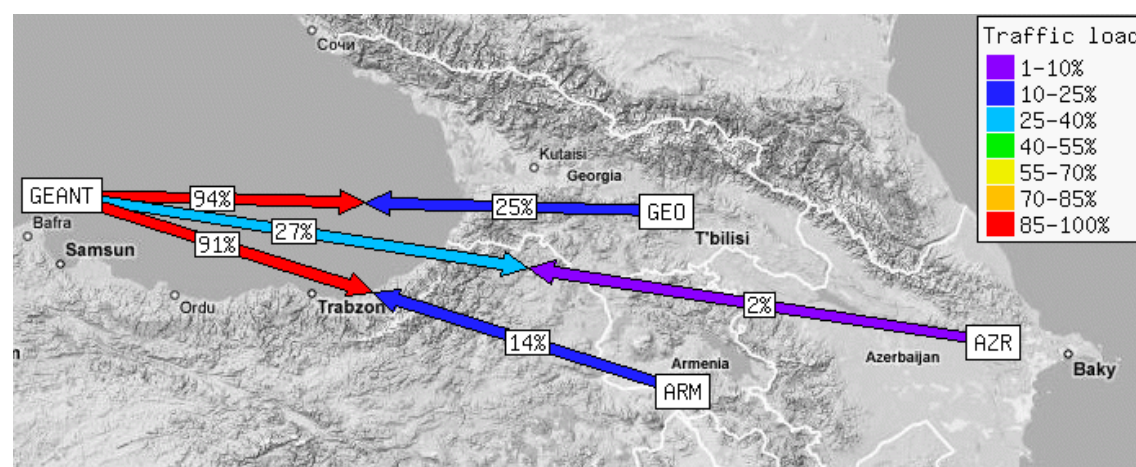 Сочи
Traffic load
1-10%
10-25%
25-40%
40-55%
55-70%
70-85%
85-100%
Kutaisi
Georgia
GEANT
94%
25%
GEO
Bafra
27%
T'bilisi
Samsun
91%
Ordu
Trabzon
2%
14%
AZR
Armenia
Azerbaijan
Baky
ARM